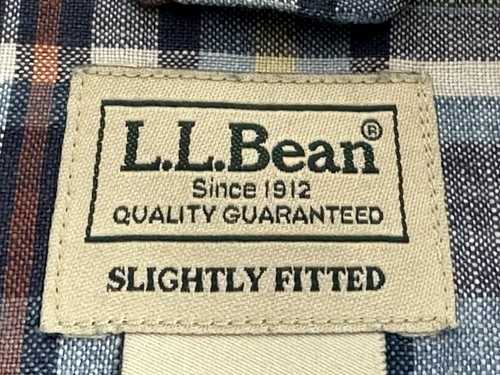 L.L.Bean®
Since 1912
QUALITY GUARANTEED
SLIGHTLY FITTED